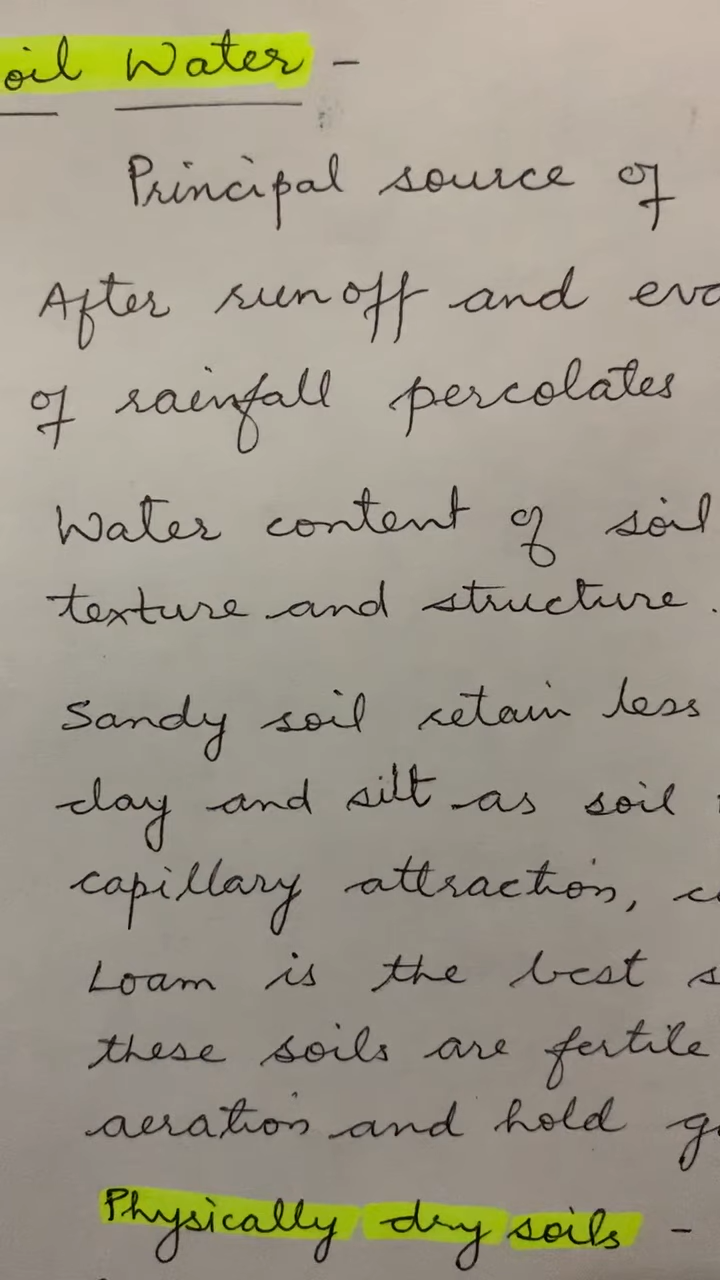 oil Water -
Principal source of
After runoff and eva
of rainfall percolates
Water content of soil
texture and structure.
Sandy soil retain less
clay and silt as soil
capillary attraction, c
Loam is the best s
these soils are fertile
aeration and hold g
Physically dry soils -